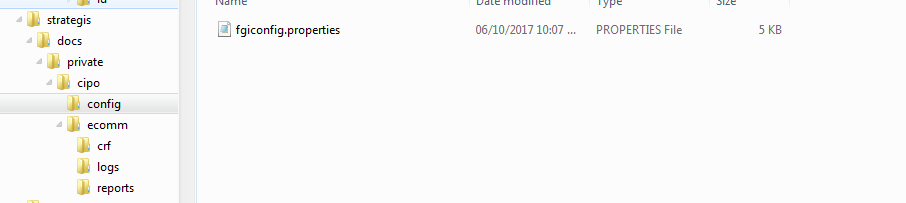 id
strategis
docs
private
cipo
config
ecomm
crf
logs
reports
Name Date modified Type Size
fgiconfig.properties 06/10/2017 10:07 ... PROPERTIES File 5 KB